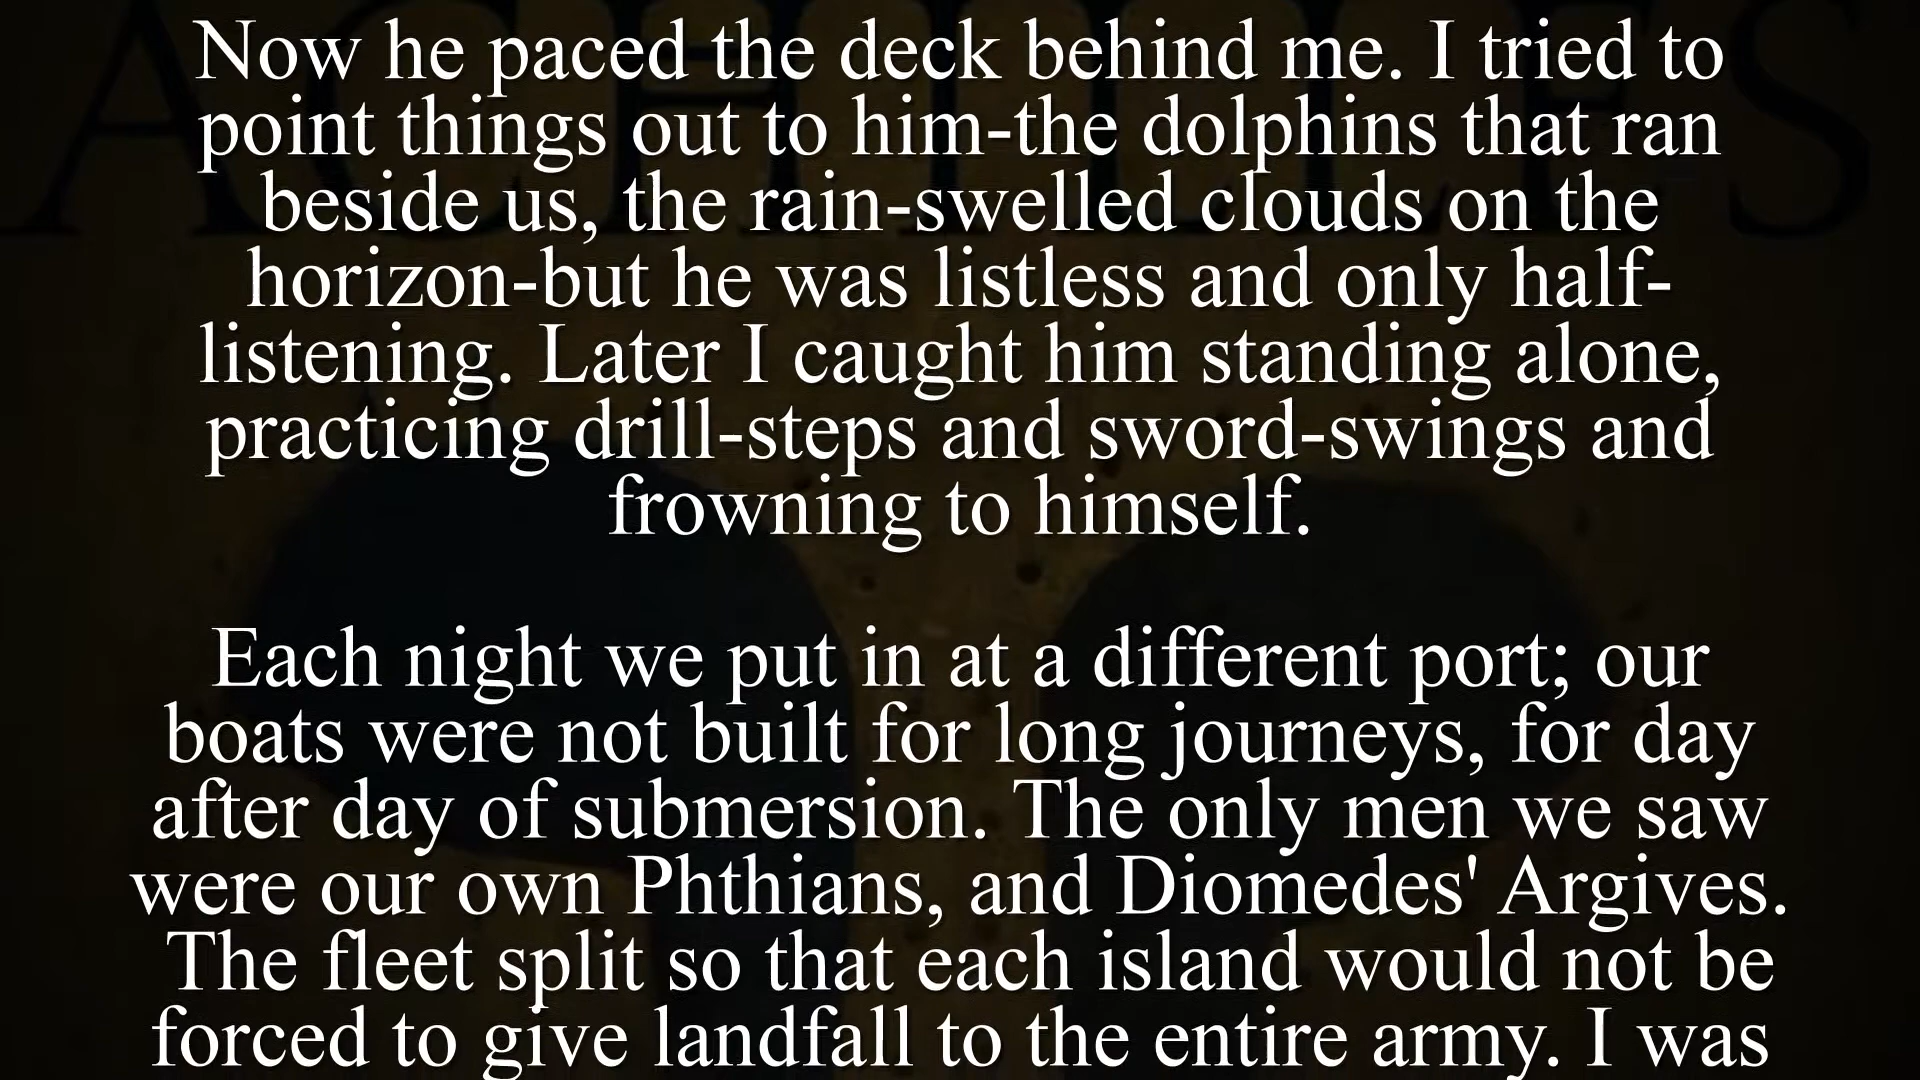 ACHILLES
Now he paced the deck behind me. I tried to
point things out to him-the dolphins that ran
beside us, the rain-swelled clouds on the
horizon-but he was listless and only half-
listening. Later I caught him standing alone,
practicing drill-steps and sword-swings and
frowning to himself.
Each night we put in at a different port; our
boats were not built for long journeys, for day
after day of submersion. The only men we saw
were our own Phthians, and Diomedes' Argives.
The fleet split so that each island would not be
forced to give landfall to the entire army. I was